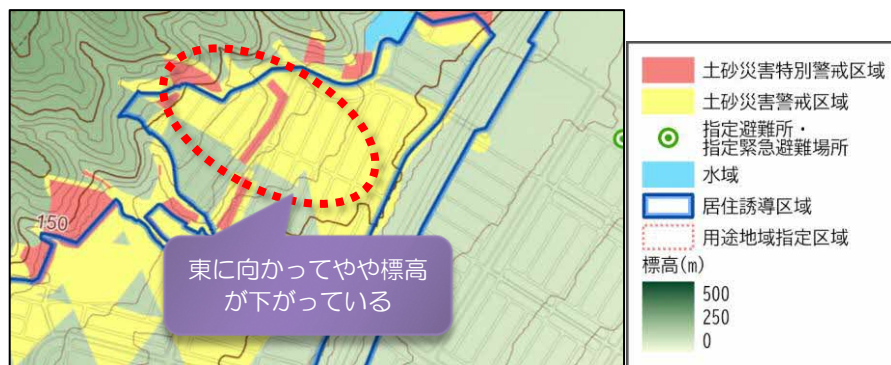 150
東に向かってやや標高
が下がっている
土砂災害特別警戒区域
土砂災害警戒区域
指定避難所・
指定緊急避難場所
水域
居住誘導区域
用途地域指定区域
標高(m)
500
250
0